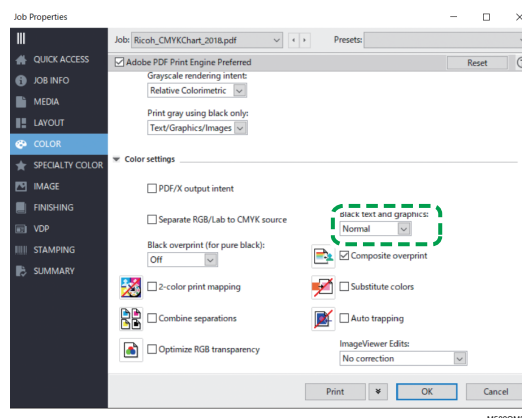 Job Properties
Job: Ricoh_CMYKChart_2018.pdf Presets:
Adobe PDF Print Engine Preferred Reset
QUICK ACCESS
JOB INFO
MEDIA
LAYOUT
COLOR
SPECIALTY COLOR
IMAGE
FINISHING
VDP
STAMPING
SUMMARY
Grayscale rendering intent:
Relative Colorimetric
Print gray using black only:
Text/Graphics/Images
Color settings
PDF/X output intent
Separate RGB/Lab to CMYK source
Black text and graphics:
Normal
Black overprint (for pure black):
Off
Composite overprint
2-color print mapping
Substitute colors
Combine separations
Auto trapping
Optimize RGB transparency
ImageViewer Edits:
No correction
Print OK Cancel